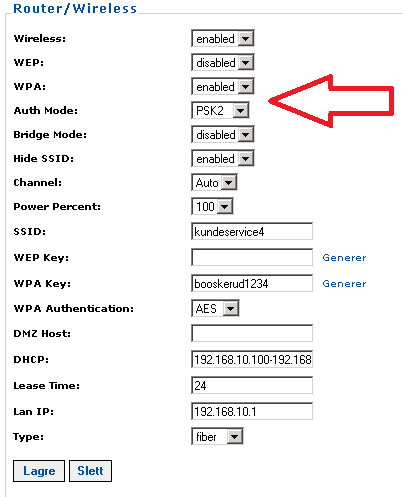 Router/Wireless
Wireless: enabled
WEP: disabled
WPA: enabled
Auth Mode: PSK2
Bridge Mode: disabled
Hide SSID: enabled
Channel: Auto
Power Percent: 100
SSID: kundeservice4
WEP Key: Generer
WPA Key: booskerud1234 Generer
WPA Authentication: AES
DMZ Host:
DHCP: 192.168.10.100-192.168
Lease Time: 24
Lan IP: 192.168.10.1
Type: fiber
Lagre Slett